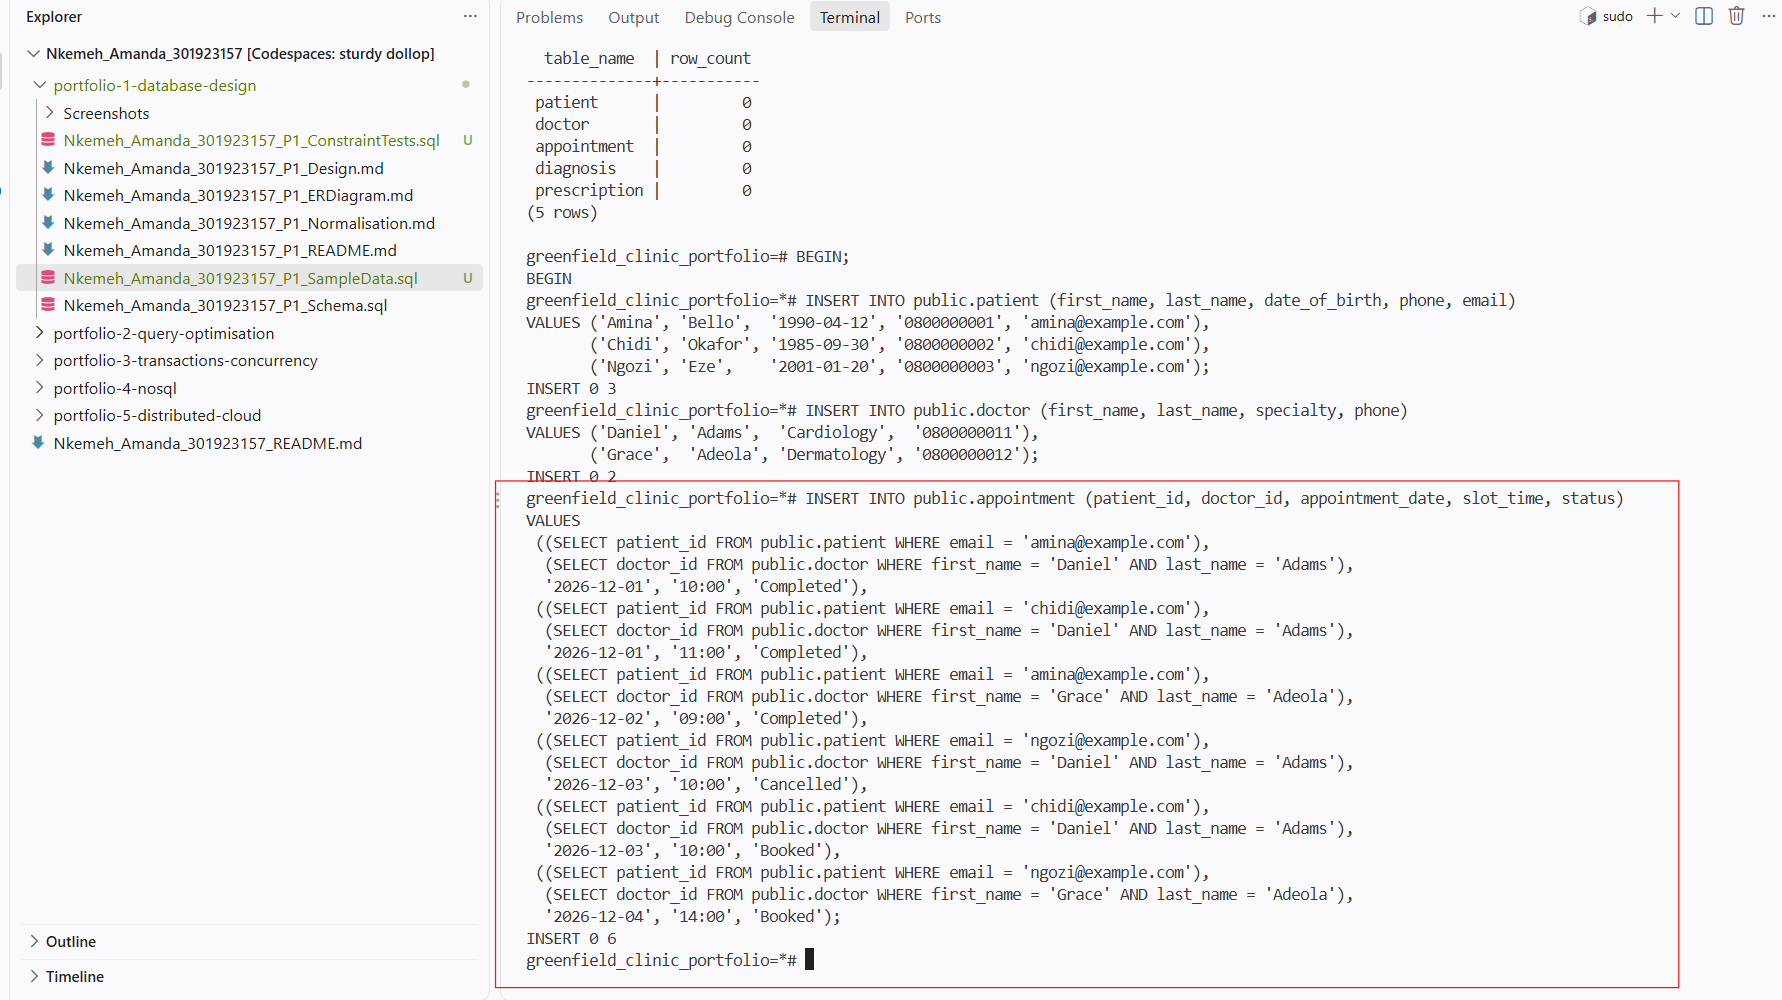 Explorer
Nkemeh_Amanda_301923157 [Codespaces: sturdy dollop]
portfolio-1-database-design
Screenshots
Nkemeh_Amanda_301923157_P1_ConstraintTests.sql U
Nkemeh_Amanda_301923157_P1_Design.md
Nkemeh_Amanda_301923157_P1_ERDiagram.md
Nkemeh_Amanda_301923157_P1_Normalisation.md
Nkemeh_Amanda_301923157_P1_README.md
Nkemeh_Amanda_301923157_P1_SampleData.sql U
Nkemeh_Amanda_301923157_P1_Schema.sql
portfolio-2-query-optimisation
portfolio-3-transactions-concurrency
portfolio-4-nosql
portfolio-5-distributed-cloud
Nkemeh_Amanda_301923157_README.md
Outline
Timeline
Problems Output Debug Console Terminal Ports
sudo
table_name | row_count
--------------+-----------
patient | 0
doctor | 0
appointment | 0
diagnosis | 0
prescription | 0
(5 rows)
greenfield_clinic_portfolio=# BEGIN;
BEGIN
greenfield_clinic_portfolio=*# INSERT INTO public.patient (first_name, last_name, date_of_birth, phone, email)
VALUES ('Amina', 'Bello', '1990-04-12', '0800000001', 'amina@example.com'),
('Chidi', 'Okafor', '1985-09-30', '0800000002', 'chidi@example.com'),
('Ngozi', 'Eze', '2001-01-20', '0800000003', 'ngozi@example.com');
INSERT 0 3
greenfield_clinic_portfolio=*# INSERT INTO public.doctor (first_name, last_name, specialty, phone)
VALUES ('Daniel', 'Adams', 'Cardiology', '0800000011'),
('Grace', 'Adeola', 'Dermatology', '0800000012');
INSERT 0 2
greenfield_clinic_portfolio=*# INSERT INTO public.appointment (patient_id, doctor_id, appointment_date, slot_time, status)
VALUES
((SELECT patient_id FROM public.patient WHERE email = 'amina@example.com'),
(SELECT doctor_id FROM public.doctor WHERE first_name = 'Daniel' AND last_name = 'Adams'),
'2026-12-01', '10:00', 'Completed'),
((SELECT patient_id FROM public.patient WHERE email = 'chidi@example.com'),
(SELECT doctor_id FROM public.doctor WHERE first_name = 'Daniel' AND last_name = 'Adams'),
'2026-12-01', '11:00', 'Completed'),
((SELECT patient_id FROM public.patient WHERE email = 'amina@example.com'),
(SELECT doctor_id FROM public.doctor WHERE first_name = 'Grace' AND last_name = 'Adeola'),
'2026-12-02', '09:00', 'Completed'),
((SELECT patient_id FROM public.patient WHERE email = 'ngozi@example.com'),
(SELECT doctor_id FROM public.doctor WHERE first_name = 'Daniel' AND last_name = 'Adams'),
'2026-12-03', '10:00', 'Cancelled'),
((SELECT patient_id FROM public.patient WHERE email = 'chidi@example.com'),
(SELECT doctor_id FROM public.doctor WHERE first_name = 'Daniel' AND last_name = 'Adams'),
'2026-12-03', '10:00', 'Booked'),
((SELECT patient_id FROM public.patient WHERE email = 'ngozi@example.com'),
(SELECT doctor_id FROM public.doctor WHERE first_name = 'Grace' AND last_name = 'Adeola'),
'2026-12-04', '14:00', 'Booked');
INSERT 0 6
greenfield_clinic_portfolio=*#